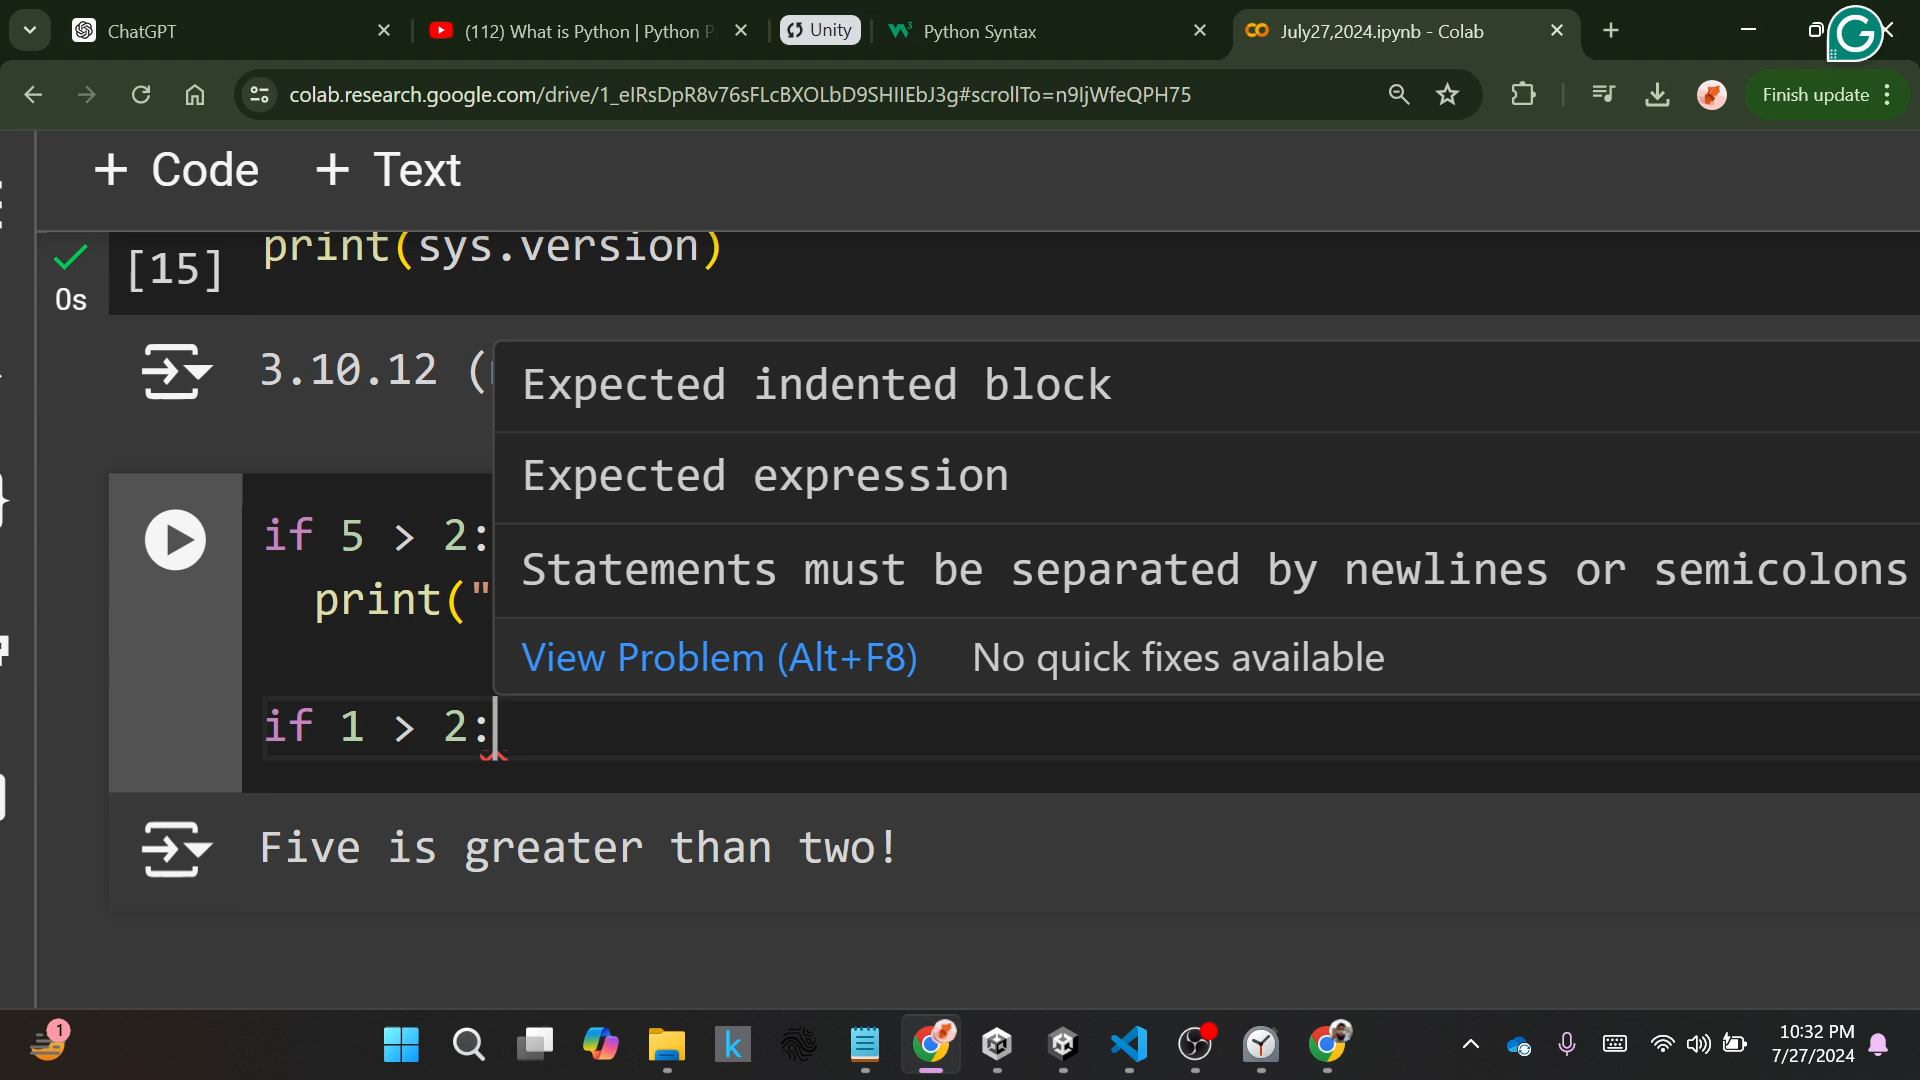 ChatGPT
(112) What is Python | Python P
Unity
Python Syntax
July27,2024.ipynb - Colab
colab.research.google.com/drive/1_eIRsDpR8v76sFLcBXOLbD9SHIIEbJ3g#scrollTo=n9IjWfeQPH75
Finish update
+ Code
+ Text
print(sys.version)
[15]
0s
3.10.12 (
Expected indented block
Expected expression
Statements must be separated by newlines or semicolons
View Problem (Alt+F8)
No quick fixes available
if 5 > 2:
print("
if 1 > 2:
Five is greater than two!
1
10:32 PM
7/27/2024